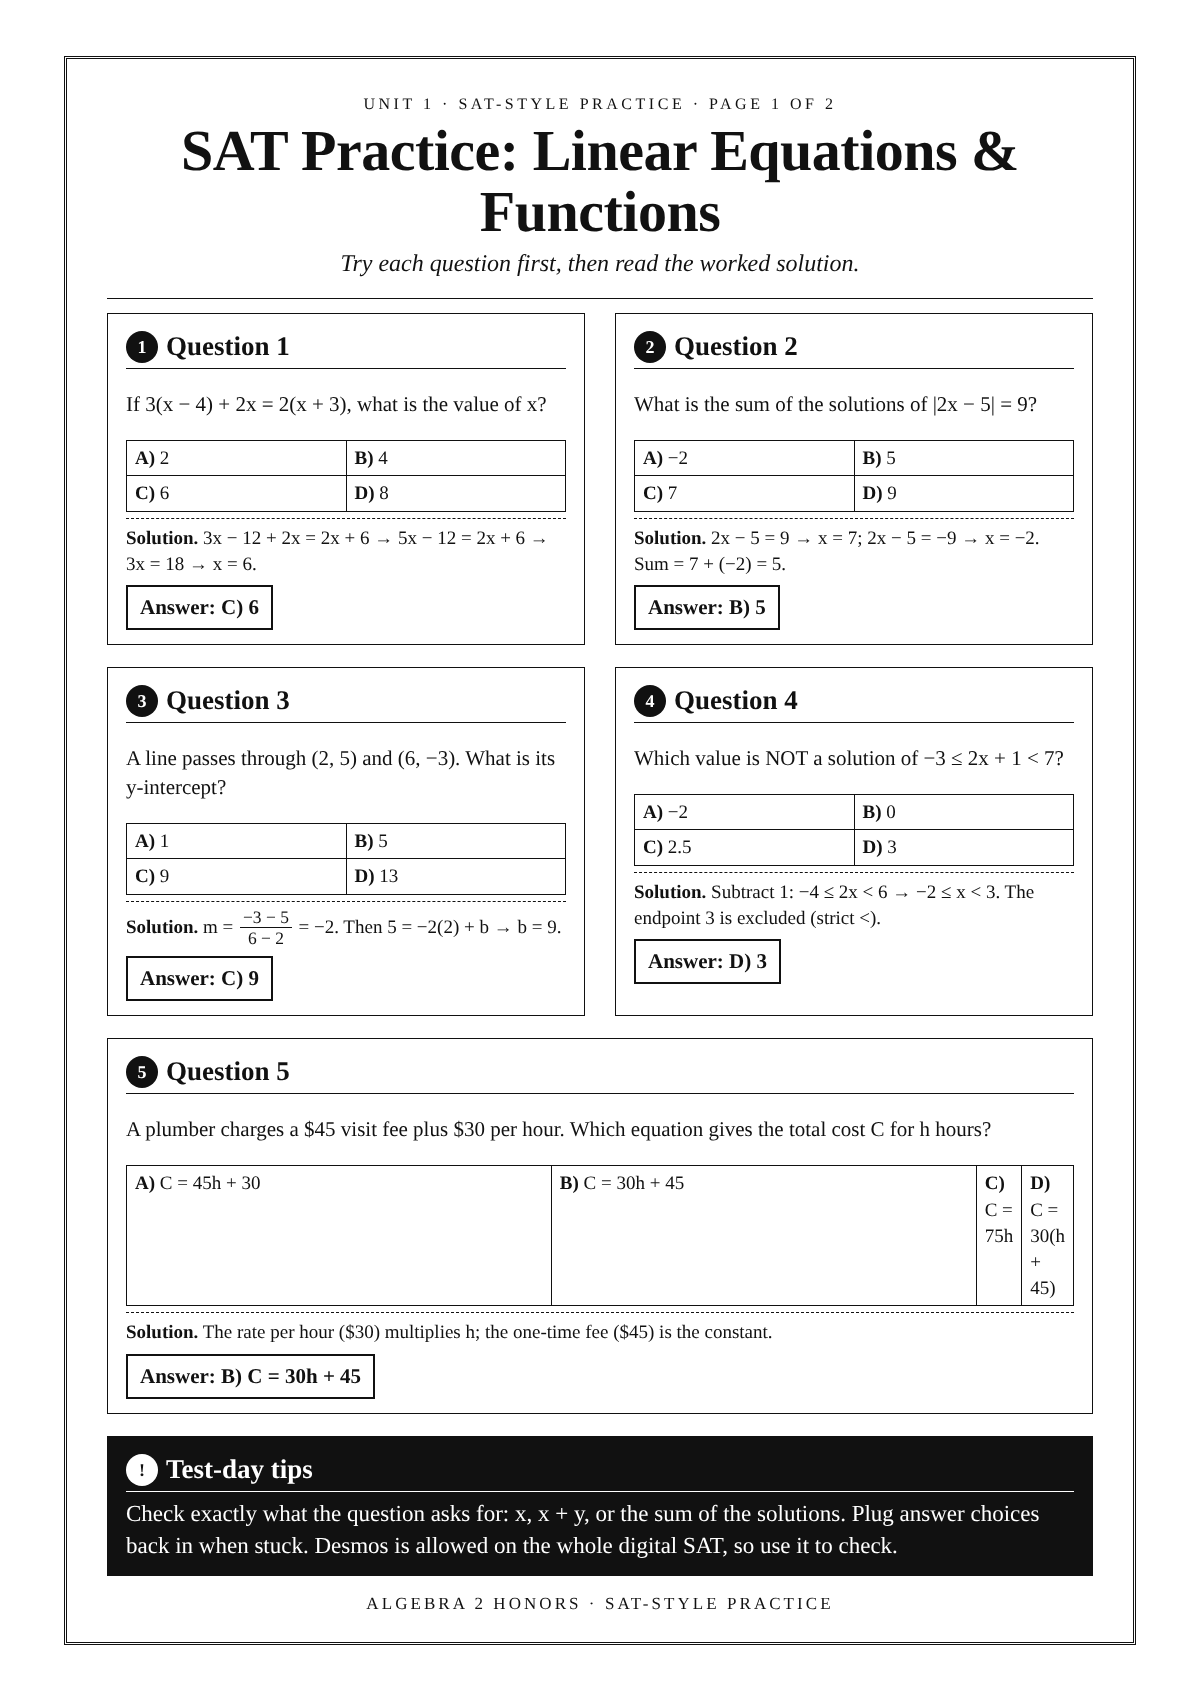 UNIT 1 · SAT-STYLE PRACTICE · PAGE 1 OF 2
SAT Practice: Linear Equations &
Functions
Try each question first, then read the worked solution.
1 Question 1
If 3(x − 4) + 2x = 2(x + 3), what is the value of x?
A) 2
B) 4
C) 6
D) 8
Solution. 3x − 12 + 2x = 2x + 6 → 5x − 12 = 2x + 6 →
3x = 18 → x = 6.
Answer: C) 6
2 Question 2
What is the sum of the solutions of |2x − 5| = 9?
A) −2
B) 5
C) 7
D) 9
Solution. 2x − 5 = 9 → x = 7; 2x − 5 = −9 → x = −2.
Sum = 7 + (−2) = 5.
Answer: B) 5
3 Question 3
A line passes through (2, 5) and (6, −3). What is its
y-intercept?
A) 1
B) 5
C) 9
D) 13
Solution. m = −3 − 5 / 6 − 2 = −2. Then 5 = −2(2) + b → b = 9.
Answer: C) 9
4 Question 4
Which value is NOT a solution of −3 ≤ 2x + 1 < 7?
A) −2
B) 0
C) 2.5
D) 3
Solution. Subtract 1: −4 ≤ 2x < 6 → −2 ≤ x < 3. The
endpoint 3 is excluded (strict <).
Answer: D) 3
5 Question 5
A plumber charges a $45 visit fee plus $30 per hour. Which equation gives the total cost C for h hours?
A) C = 45h + 30
B) C = 30h + 45
C)
C =
75h
D)
C =
30(h
+
45)
Solution. The rate per hour ($30) multiplies h; the one-time fee ($45) is the constant.
Answer: B) C = 30h + 45
! Test-day tips
Check exactly what the question asks for: x, x + y, or the sum of the solutions. Plug answer choices
back in when stuck. Desmos is allowed on the whole digital SAT, so use it to check.
ALGEBRA 2 HONORS · SAT-STYLE PRACTICE